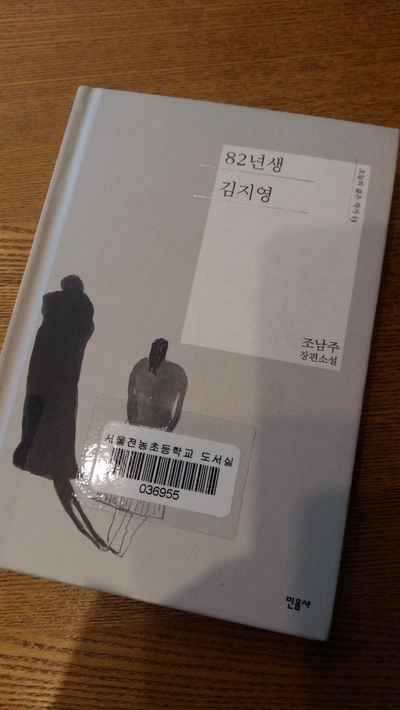 82년생
김지영
오늘의 젊은 작가 13
조남주
장편소설
서울전농초등학교 도서실
036955
민음사